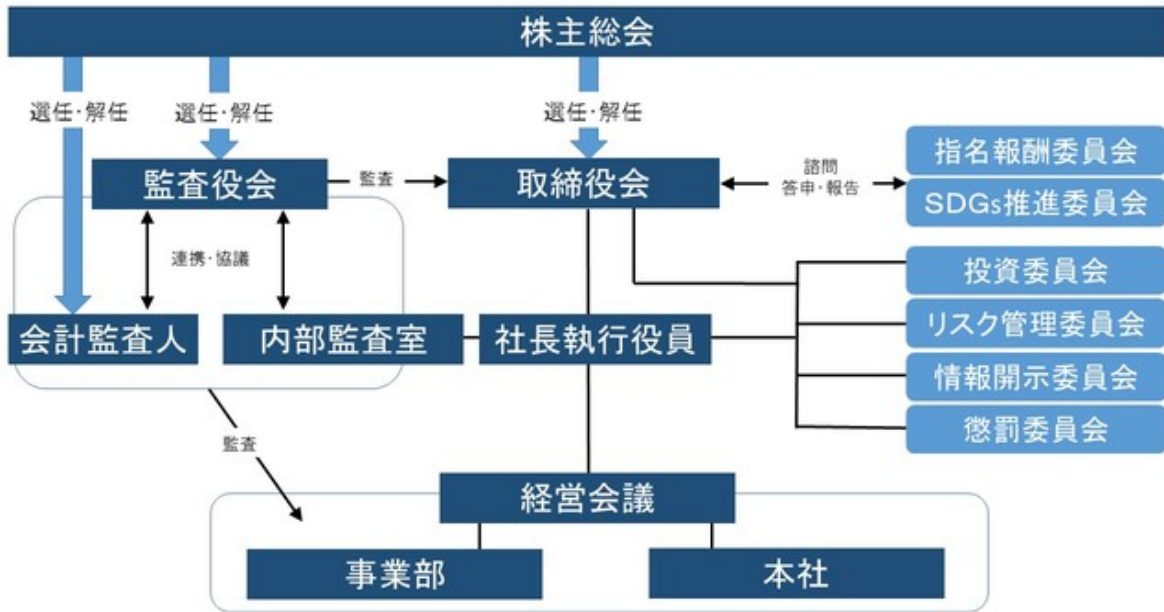 株主総会
選任・解任
選任・解任
選任・解任
監査役会
監査
取締役会
諮問
答申・報告
指名報酬委員会
SDGs推進委員会
連携・協議
投資委員会
会計監査人
内部監査室
社長執行役員
リスク管理委員会
情報開示委員会
懲罰委員会
監査
経営会議
事業部
本社